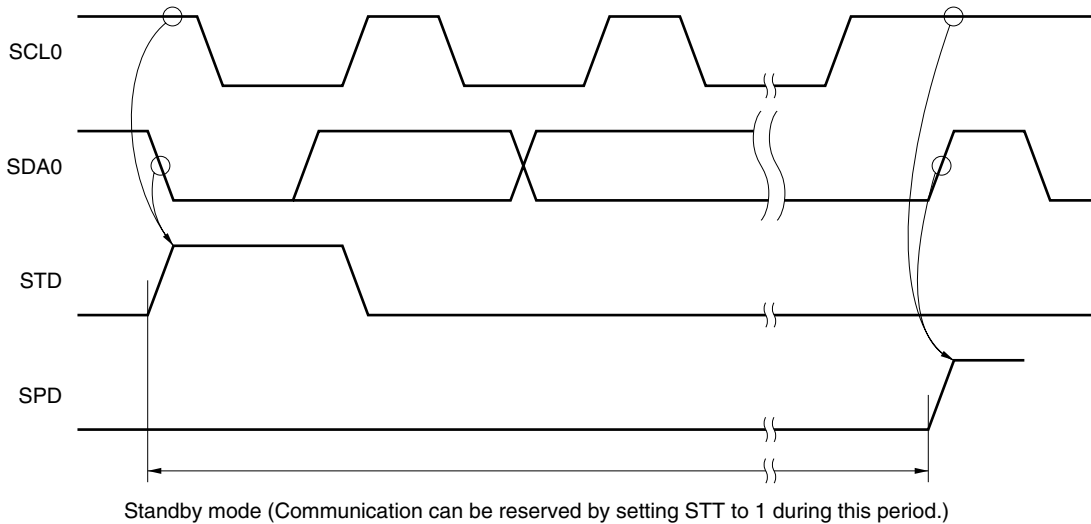 SCL0
SDA0
STD
SPD
Standby mode (Communication can be reserved by setting STT to 1 during this period.)